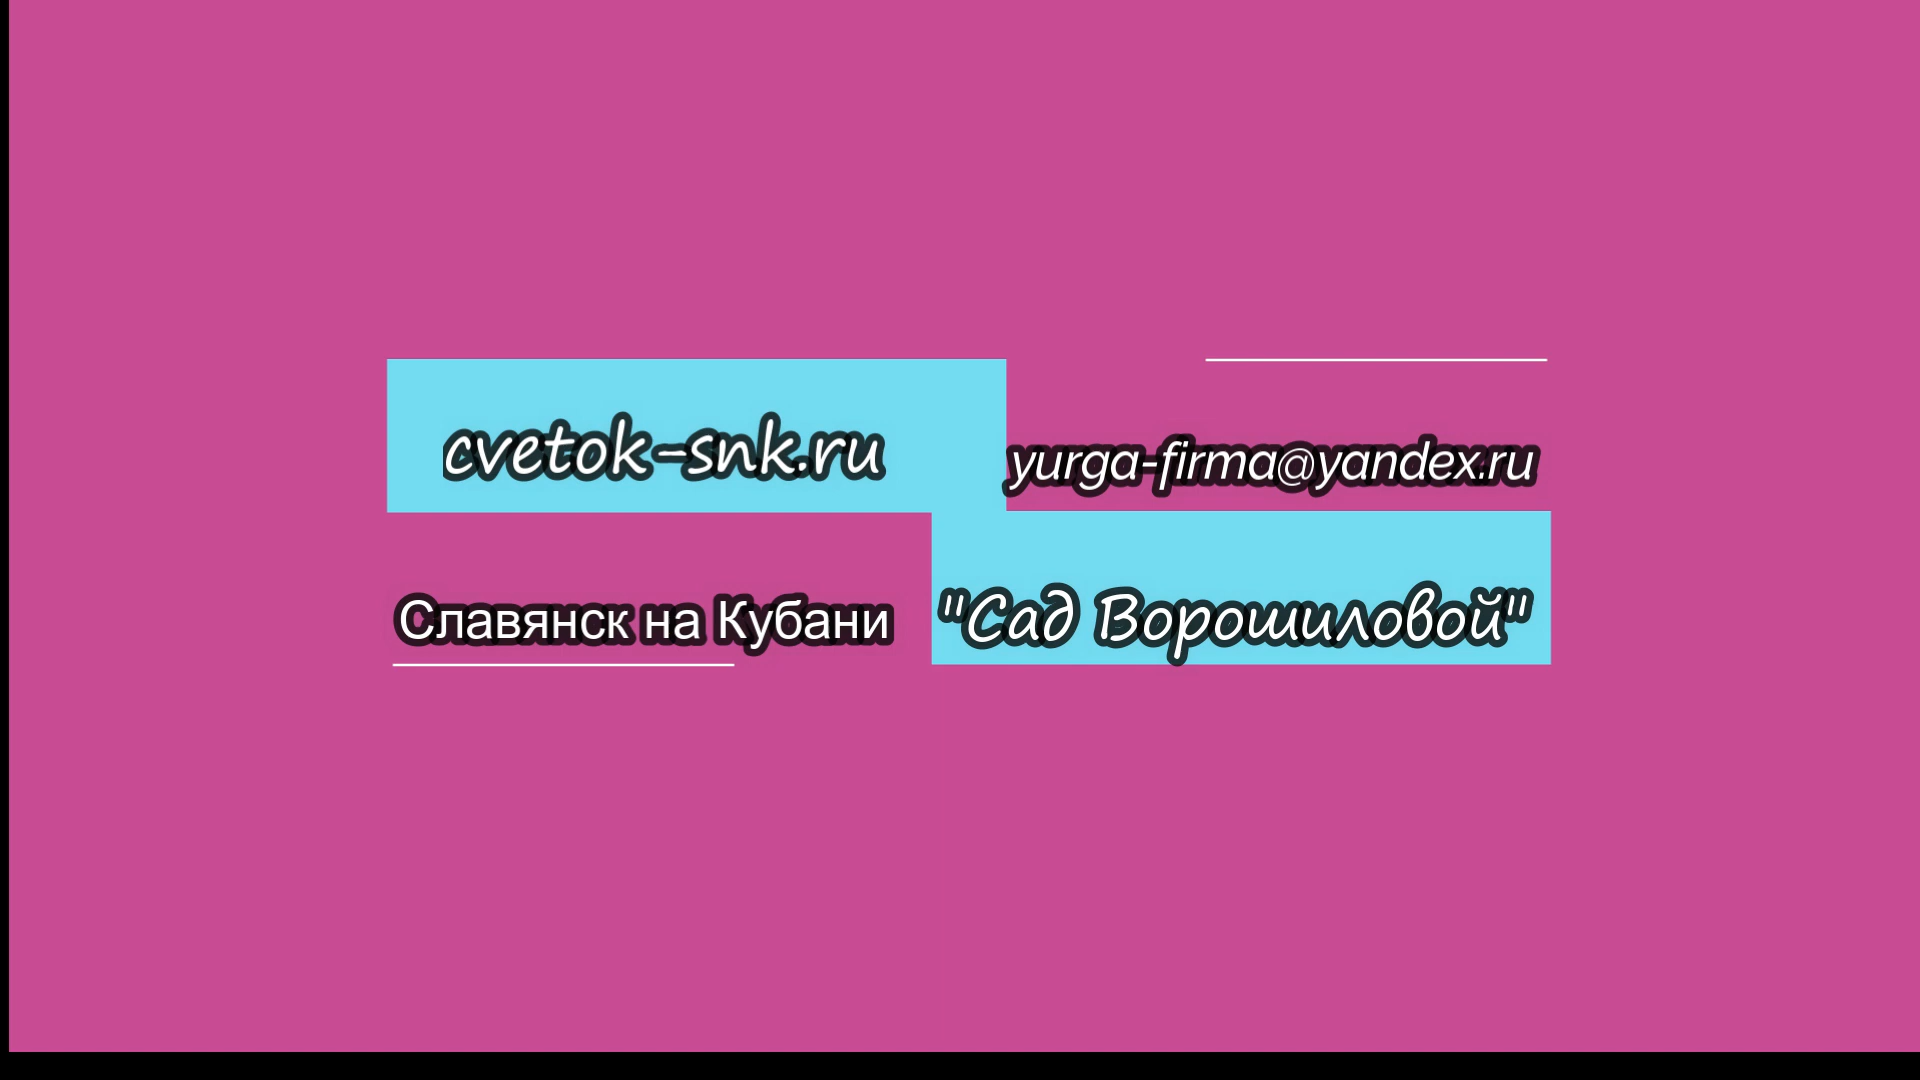 cvetok-snk.ru
yurga-firma@yandex.ru
Славянск на Кубани
"Сад Ворошиловой"